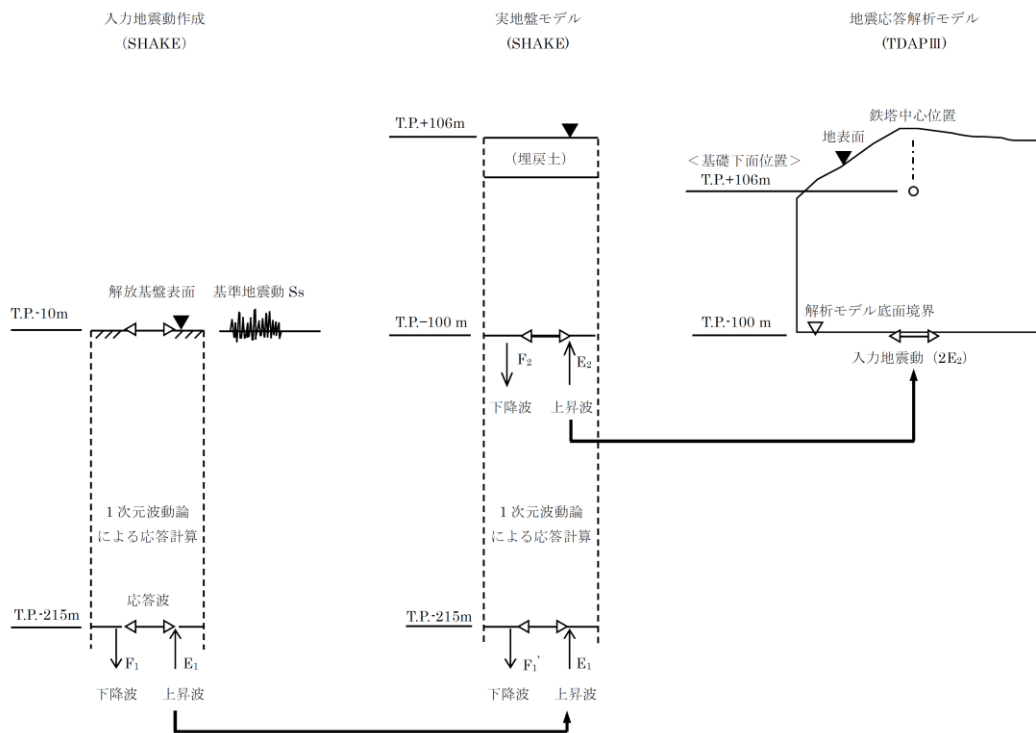 入力地震動作成
(SHAKE)
T.P.-10m
解放基盤表面
基準地震動 Ss
1 次元波動論
による応答計算
T.P.-215m
応答波
F₁
E₁
下降波
上昇波
実地盤モデル
(SHAKE)
T.P.+106m
(埋戻土)
T.P.−100 m
F₂
E₂
下降波
上昇波
1 次元波動論
による応答計算
T.P.-215m
F₁'
E₁
下降波
上昇波
地震応答解析モデル
(TDAPⅢ)
鉄塔中心位置
地表面
<基礎下面位置>
T.P.+106m
解析モデル底面境界
T.P.-100 m
入力地震動 (2E₂)